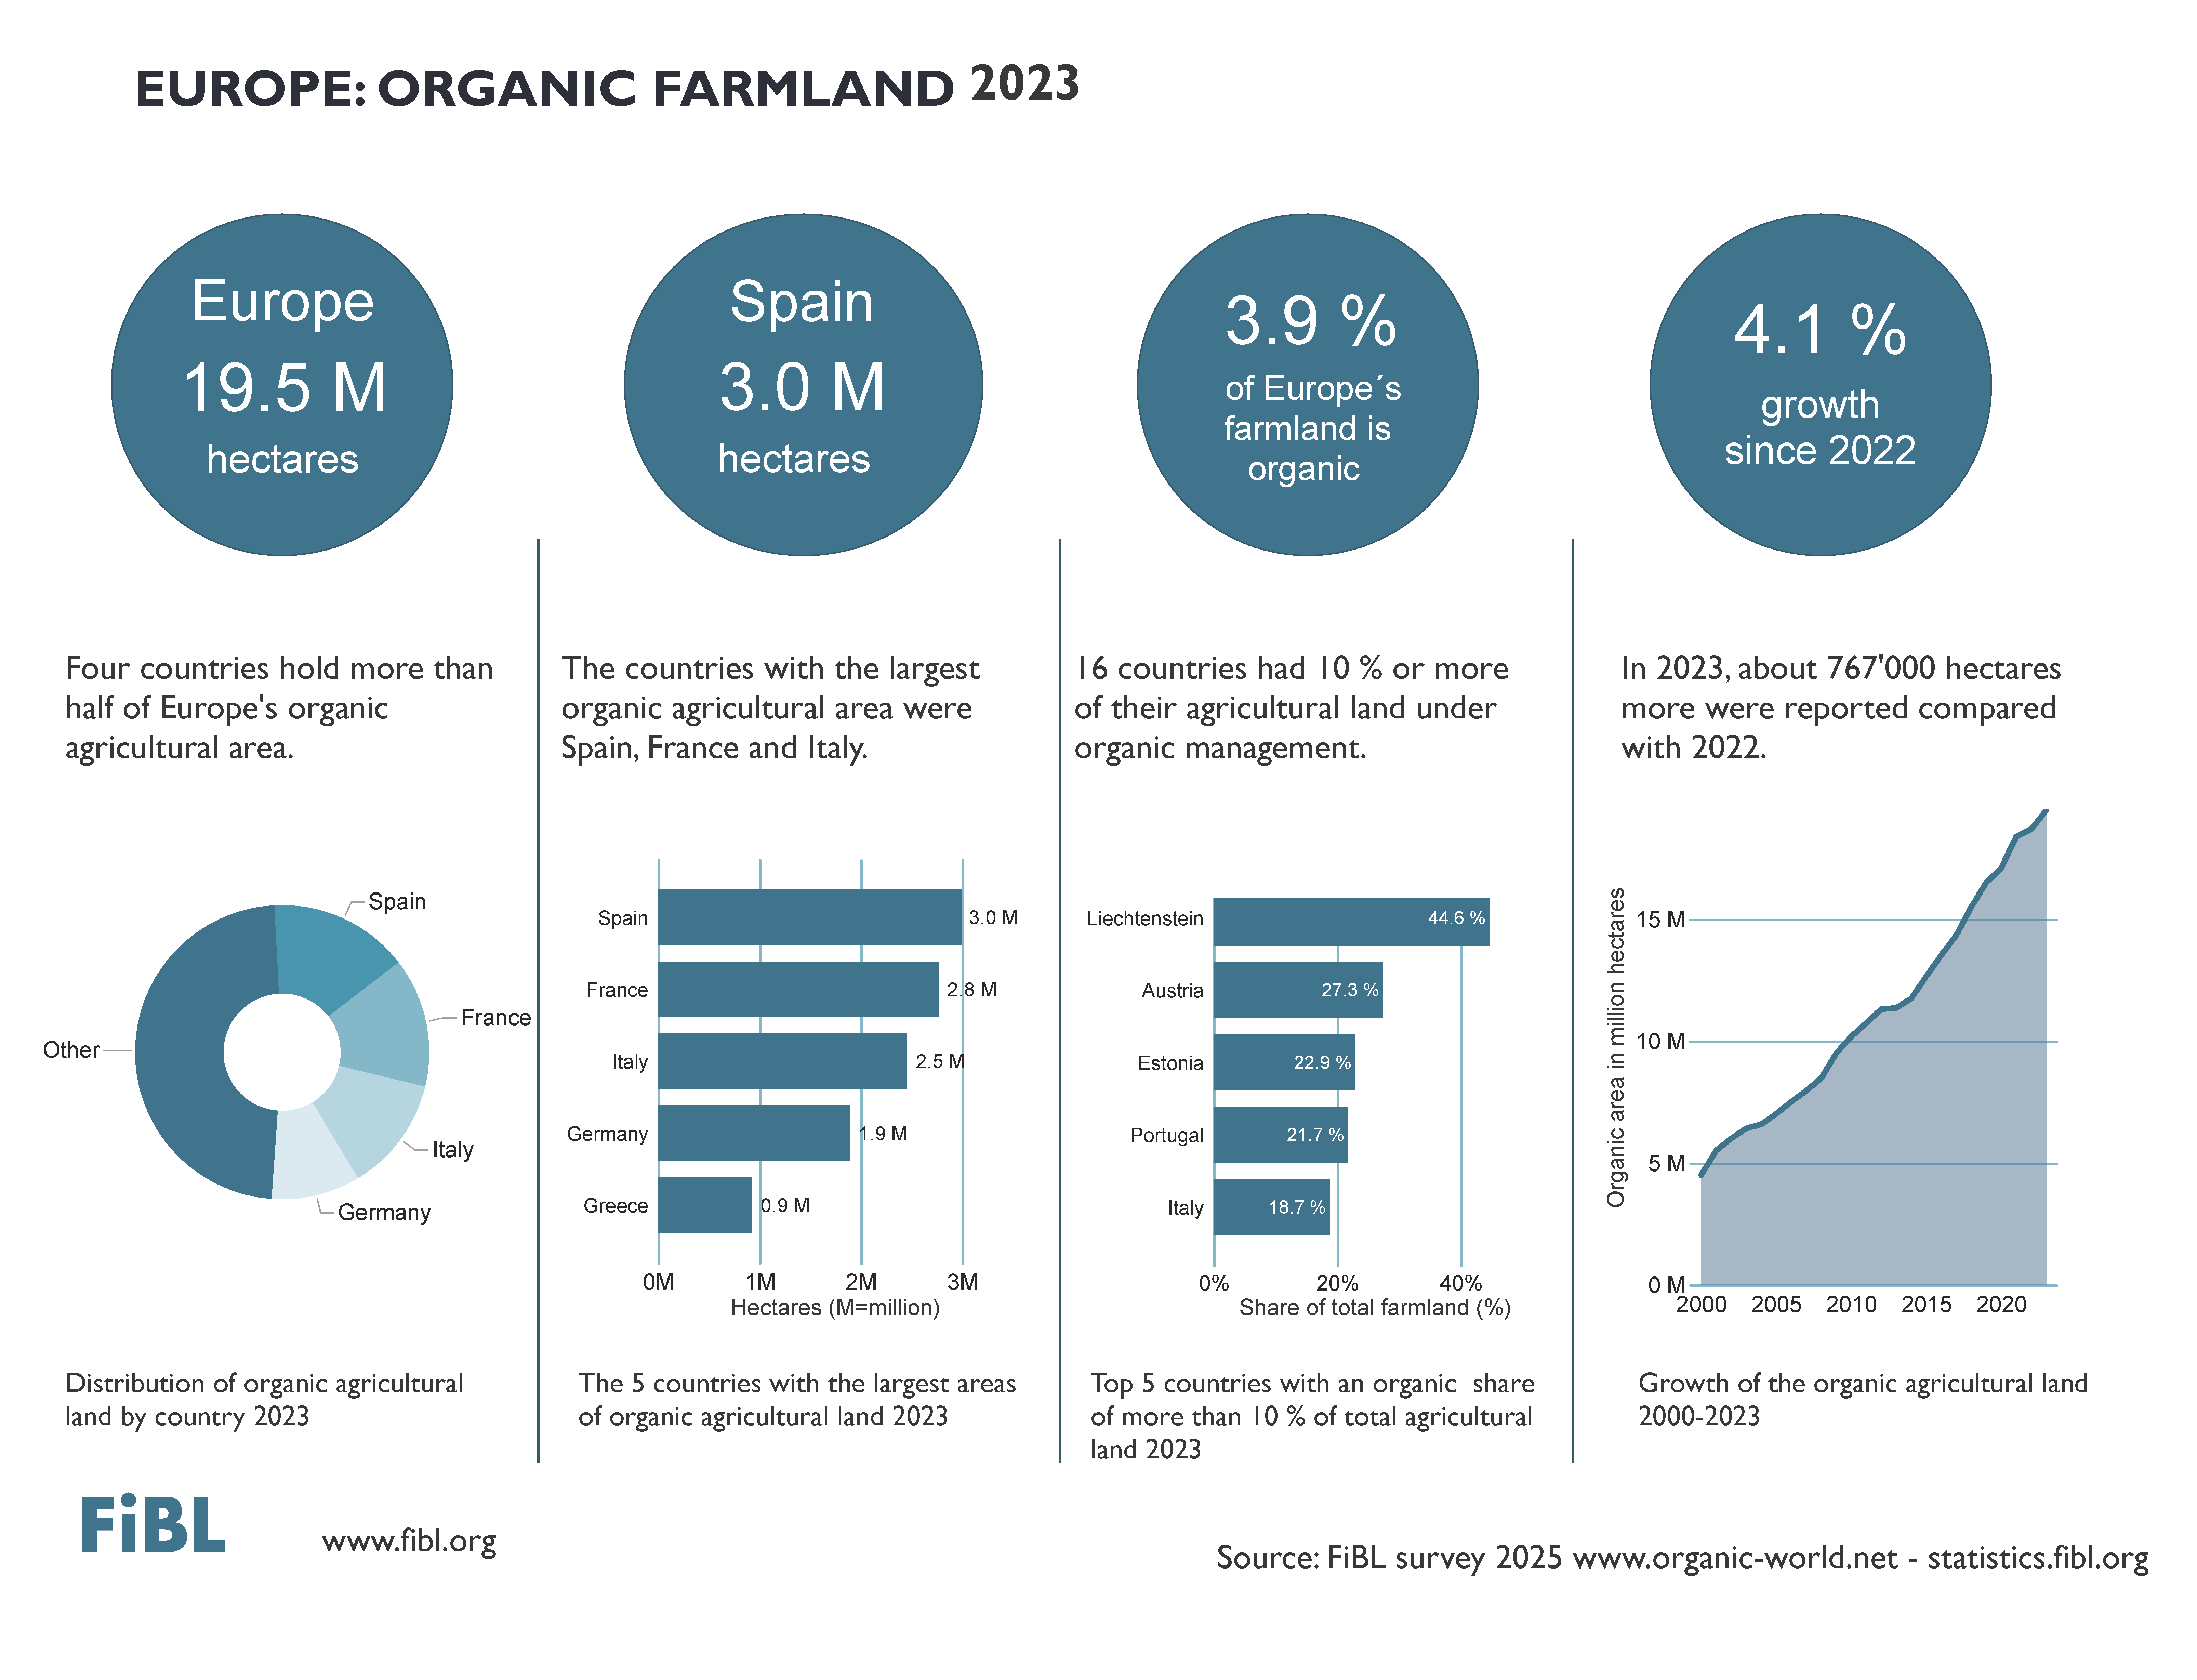 EUROPE: ORGANIC FARMLAND 2023
Europe
19.5 M
hectares
Spain
3.0 M
hectares
3.9 %
of Europe´s
farmland is
organic
4.1 %
growth
since 2022
Four countries hold more than
half of Europe's organic
agricultural area.
The countries with the largest
organic agricultural area were
Spain, France and Italy.
16 countries had 10 % or more
of their agricultural land under
organic management.
In 2023, about 767'000 hectares
more were reported compared
with 2022.
Spain
France
Italy
Germany
Other
Spain
3.0 M
France
2.8 M
Italy
2.5 M
Germany
1.9 M
Greece
0.9 M
0M 1M 2M 3M
Hectares (M=million)
Liechtenstein
44.6 %
Austria
27.3 %
Estonia
22.9 %
Portugal
21.7 %
Italy
18.7 %
0% 20% 40%
Share of total farmland (%)
Organic area in million hectares
15 M
10 M
5 M
0 M
2000 2005 2010 2015 2020
Distribution of organic agricultural
land by country 2023
The 5 countries with the largest areas
of organic agricultural land 2023
Top 5 countries with an organic  share
of more than 10 % of total agricultural
land 2023
Growth of the organic agricultural land
2000-2023
FiBL
www.fibl.org
Source: FiBL survey 2025 www.organic-world.net - statistics.fibl.org